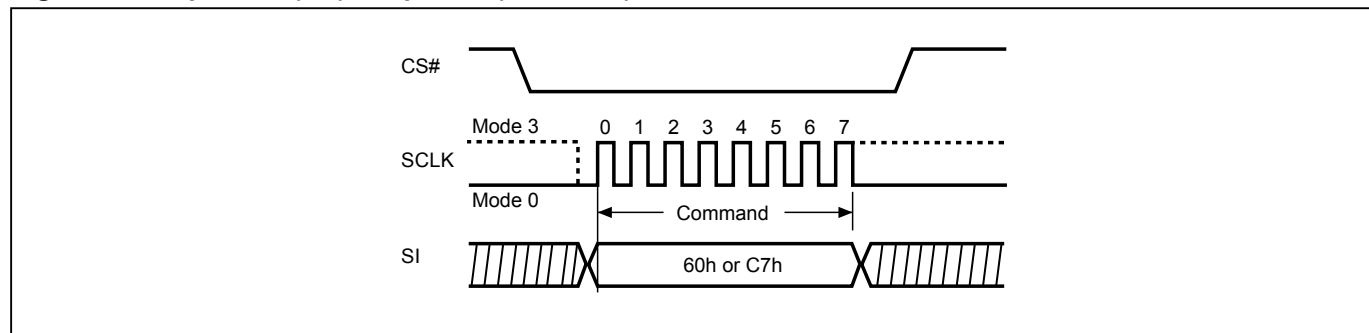 CS#
Mode 3
0 1 2 3 4 5 6 7
SCLK
Mode 0
Command
SI
60h or C7h